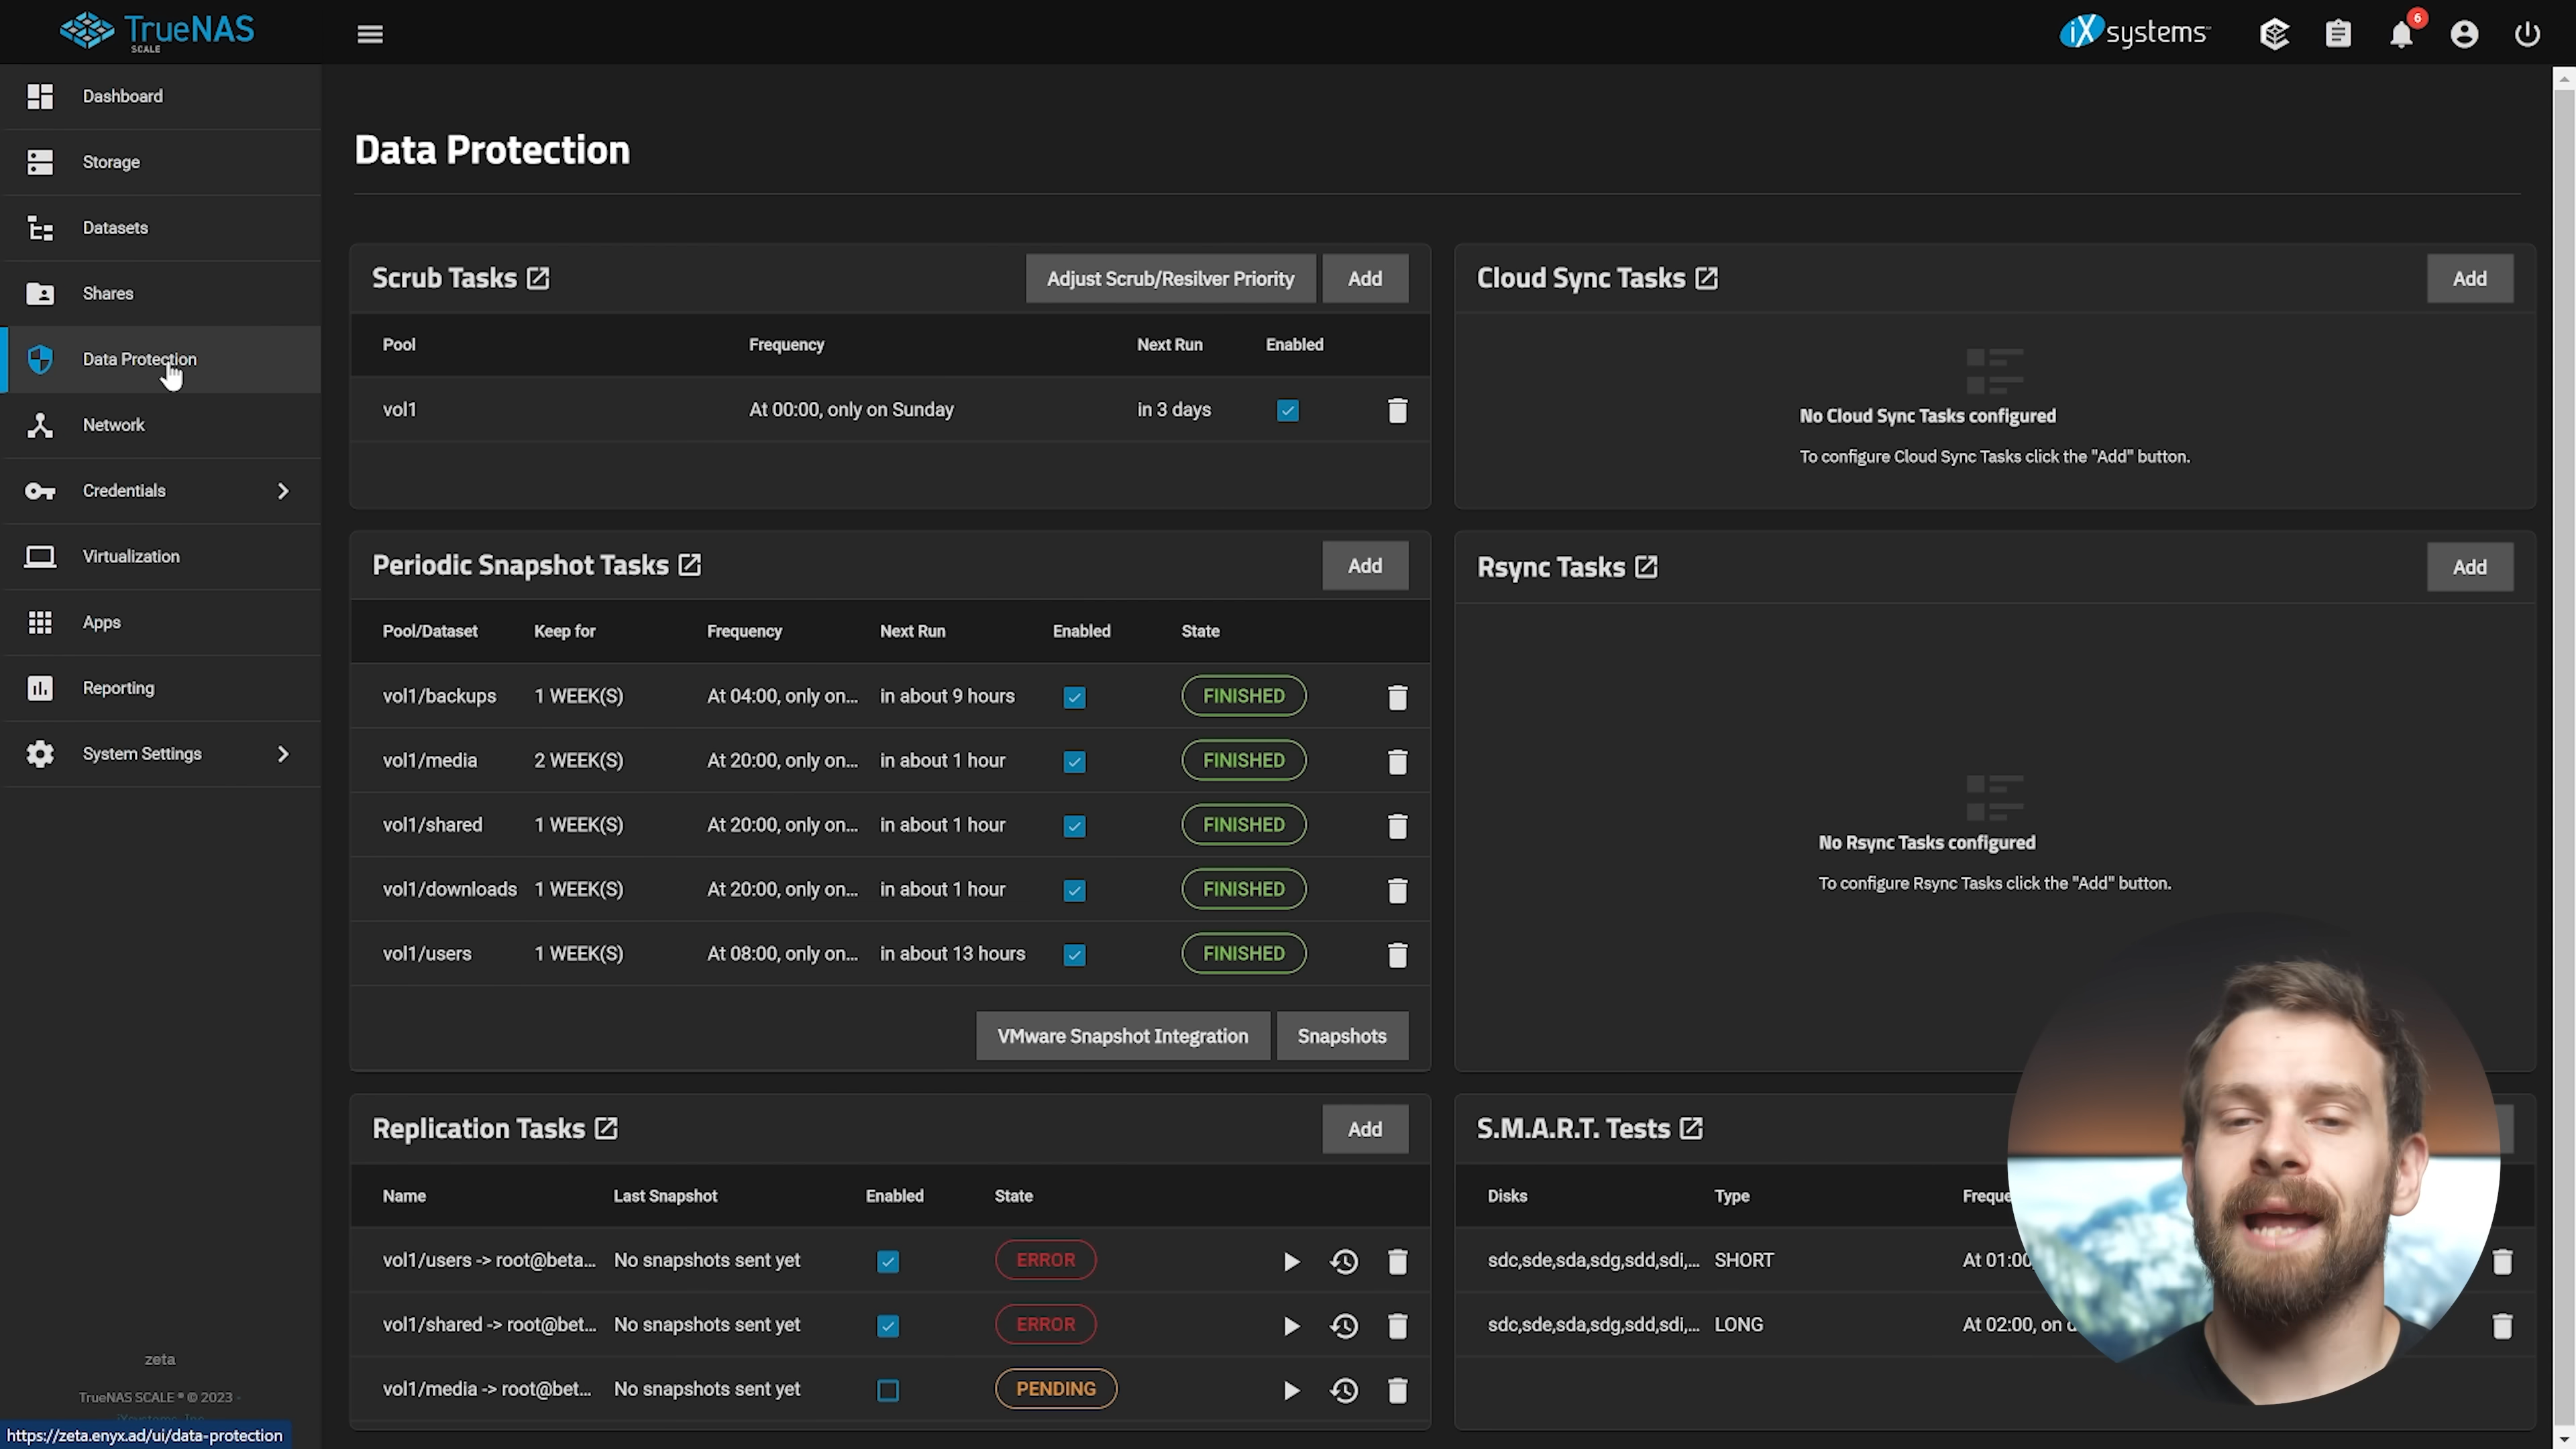 TrueNAS
SCALE
iXsystems
6
Dashboard
Storage
Datasets
Shares
Data Protection
Network
Credentials
Virtualization
Apps
Reporting
System Settings
zeta
TrueNAS SCALE ® © 2023 -
iXsystems, Inc.
https://zeta.enyx.ad/ui/data-protection
Data Protection
Scrub Tasks
Adjust Scrub/Resilver Priority
Add
Pool Frequency Next Run Enabled
vol1 At 00:00, only on Sunday in 3 days
Cloud Sync Tasks
Add
No Cloud Sync Tasks configured
To configure Cloud Sync Tasks click the "Add" button.
Periodic Snapshot Tasks
Add
Pool/Dataset Keep for Frequency Next Run Enabled State
vol1/backups 1 WEEK(S) At 04:00, only on... in about 9 hours FINISHED
vol1/media 2 WEEK(S) At 20:00, only on... in about 1 hour FINISHED
vol1/shared 1 WEEK(S) At 20:00, only on... in about 1 hour FINISHED
vol1/downloads 1 WEEK(S) At 20:00, only on... in about 1 hour FINISHED
vol1/users 1 WEEK(S) At 08:00, only on... in about 13 hours FINISHED
VMware Snapshot Integration
Snapshots
Rsync Tasks
Add
No Rsync Tasks configured
To configure Rsync Tasks click the "Add" button.
Replication Tasks
Add
Name Last Snapshot Enabled State
vol1/users -> root@beta... No snapshots sent yet ERROR
vol1/shared -> root@bet... No snapshots sent yet ERROR
vol1/media -> root@bet... No snapshots sent yet PENDING
S.M.A.R.T. Tests
Disks Type Freque
sdc,sde,sda,sdg,sdd,sdi,... SHORT At 01:00
sdc,sde,sda,sdg,sdd,sdi,... LONG At 02:00, on